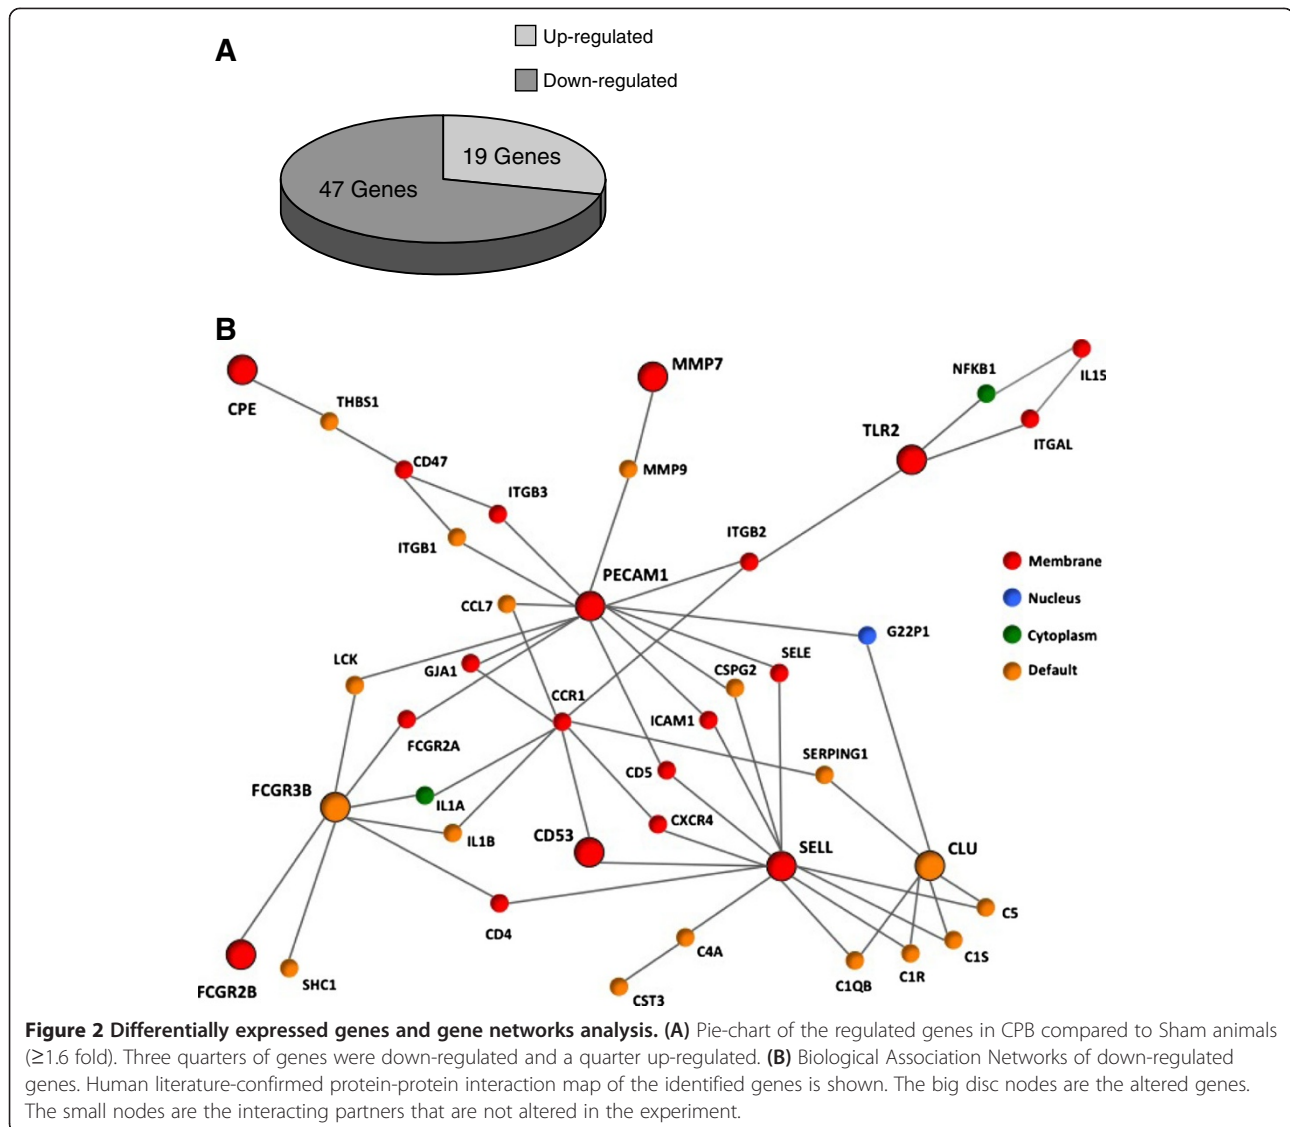 A
Up-regulated
Down-regulated
19 Genes
47 Genes
B
MMP7
NFKB1
IL15
CPE
THBS1
TLR2
ITGAL
CD47
MMP9
ITGB3
ITGB1
ITGB2
Membrane
PECAM1
Nucleus
CCL7
G22P1
Cytoplasm
LCK
GJA1
SELE
CSPG2
Default
CCR1
ICAM1
FCGR2A
SERPING1
CD5
FCGR3B
IL1A
CXCR4
IL1B
CD53
SELL
CLU
C5
CD4
C4A
C1S
C1R
C1QB
FCGR2B
SHC1
CST3
Figure 2 Differentially expressed genes and gene networks analysis. (A) Pie-chart of the regulated genes in CPB compared to Sham animals
(≥1.6 fold). Three quarters of genes were down-regulated and a quarter up-regulated. (B) Biological Association Networks of down-regulated
genes. Human literature-confirmed protein-protein interaction map of the identified genes is shown. The big disc nodes are the altered genes.
The small nodes are the interacting partners that are not altered in the experiment.